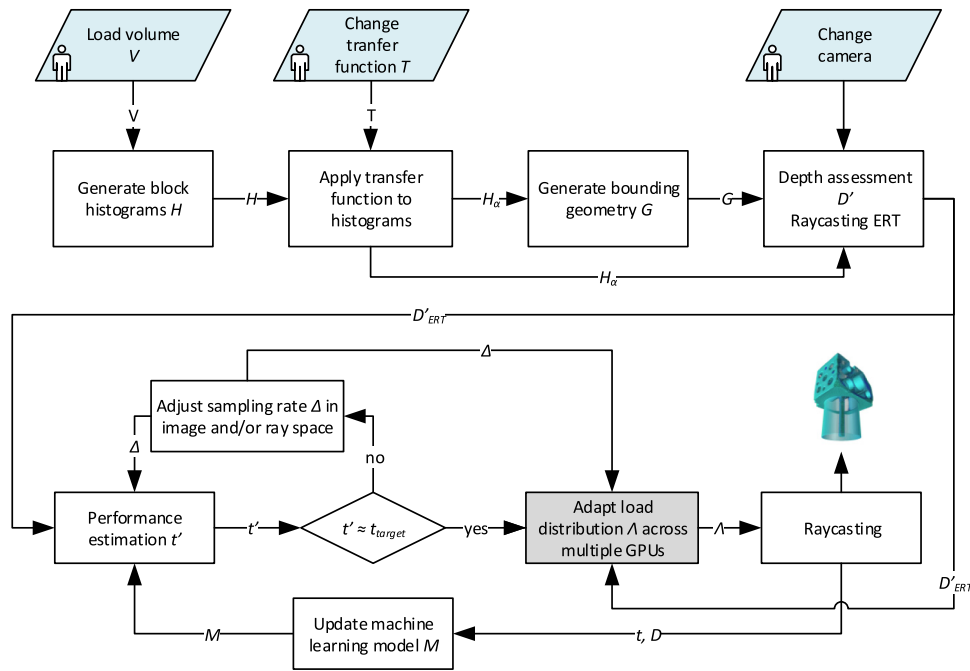 Load volume
V
Change
tranfer
function T
Change
camera
V
T
Generate block
histograms H
H
Apply transfer
function to
histograms
Hα
Generate bounding
geometry G
G
Depth assessment
D'
Raycasting ERT
Hα
D'ERT
Δ
Adjust sampling rate Δ in
image and/or ray space
Δ
no
Performance
estimation t'
t'
t' ≈ ttarget
yes
Adapt load
distribution Λ across
multiple GPUs
Λ
Raycasting
D'ERT
M
Update machine
learning model M
t, D